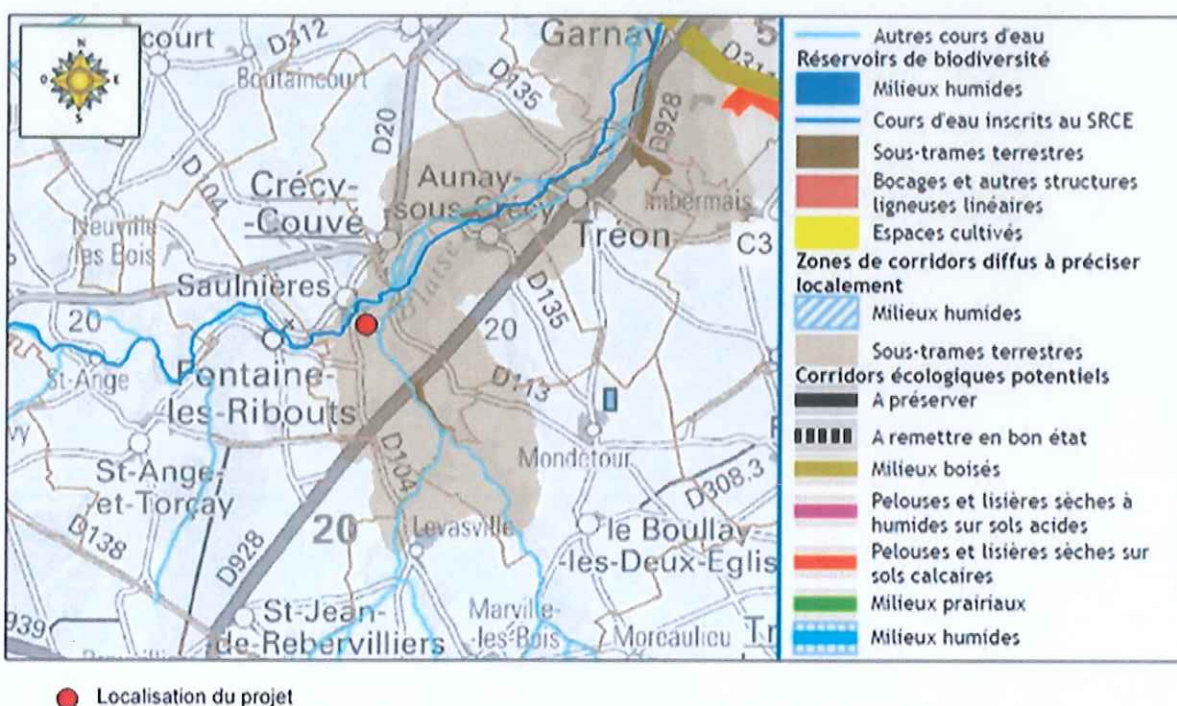 N
O
E
S
court
D312
Boutaincourt
D135
Garnay
5
D928
D20
D104
Crécy-
-Couvé
Aunay-
-sous-Crécy
Imbermais
Neuville
les Bois
Tréon
C3
Blaise
Saulnières
D135
20
20
St-Ange
Fontaine-
les-Ribouts
D113
St-Ange-
et-Torçay
Mondétour
D104
D308.3
D138
D928
20
Levasville
le Boullay
-les-Deux-Eglis
939
St-Jean-
-de-Rebervilliers
Marville-
-les-Bois
Morcaulieu
Tr
Autres cours d'eau
Réservoirs de biodiversité
Milieux humides
Cours d'eau inscrits au SRCE
Sous-trames terrestres
Bocages et autres structures
ligneuses linéaires
Espaces cultivés
Zones de corridors diffus à préciser
localement
Milieux humides
Sous-trames terrestres
Corridors écologiques potentiels
A préserver
A remettre en bon état
Milieux boisés
Pelouses et lisières sèches à
humides sur sols acides
Pelouses et lisières sèches sur
sols calcaires
Milieux prairiaux
Milieux humides
Localisation du projet